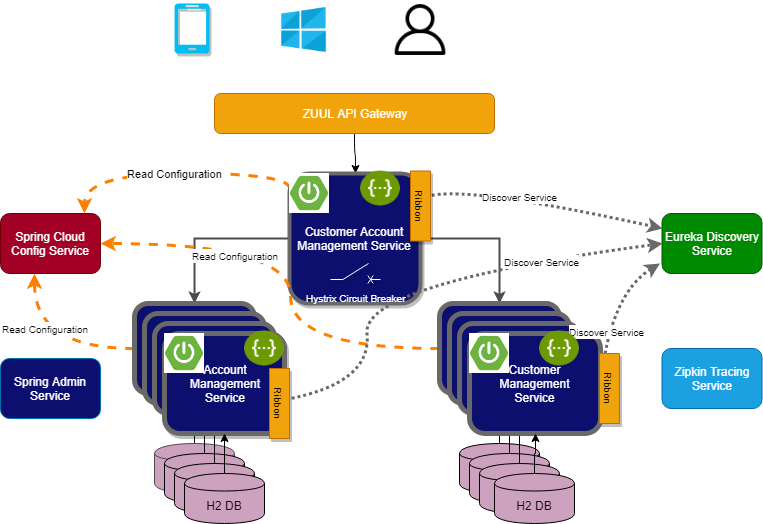 ZUUL API Gateway
Read Configuration
{···}
Ribbon
Discover Service
Spring Cloud
Config Service
Customer Account
Management Service
Eureka Discovery
Service
Read Configuration
Discover Service
Hystrix Circuit Breaker
Read Configuration
Discover Service
{···}
{···}
Spring Admin
Service
Account
Management
Service
Ribbon
Customer
Management
Service
Ribbon
Zipkin Tracing
Service
H2 DB
H2 DB